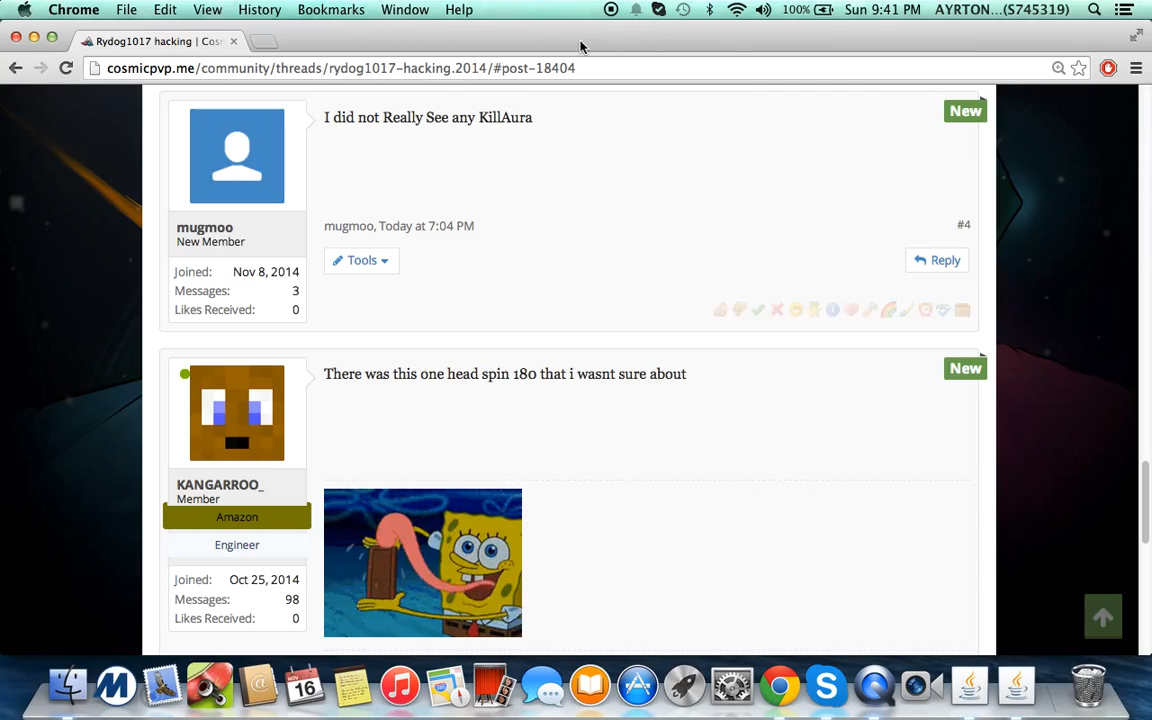 Chrome File Edit View History Bookmarks Window Help 100% Sun 9:41 PM AYRTON...(S745319)
Rydog1017 hacking | Cos
cosmicpvp.me/community/threads/rydog1017-hacking.2014/#post-18404
I did not Really See any KillAura
New
mugmoo
New Member
mugmoo, Today at 7:04 PM
#4
Tools
Reply
Joined: Nov 8, 2014
Messages: 3
Likes Received: 0
There was this one head spin 180 that i wasnt sure about
New
KANGARROO_
Member
Amazon
Engineer
Joined: Oct 25, 2014
Messages: 98
Likes Received: 0
16